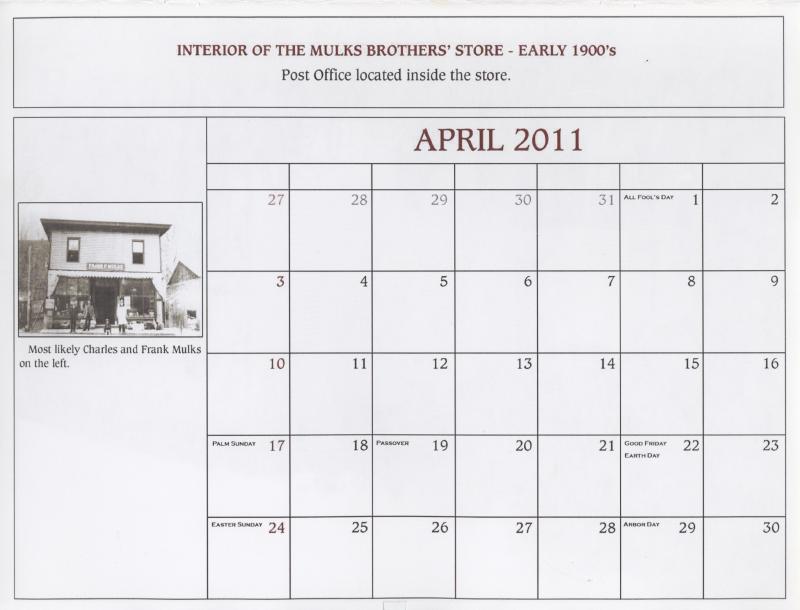 INTERIOR OF THE MULKS BROTHERS' STORE - EARLY 1900's
Post Office located inside the store.
APRIL 2011
27 28 29 30 31 ALL FOOL'S DAY 1 2
FRANK P. MULKS
3 4 5 6 7 8 9
Most likely Charles and Frank Mulks
on the left.
10 11 12 13 14 15 16
PALM SUNDAY 17 18 PASSOVER 19 20 21 GOOD FRIDAY 22 23
EARTH DAY
EASTER SUNDAY 24 25 26 27 28 ARBOR DAY 29 30